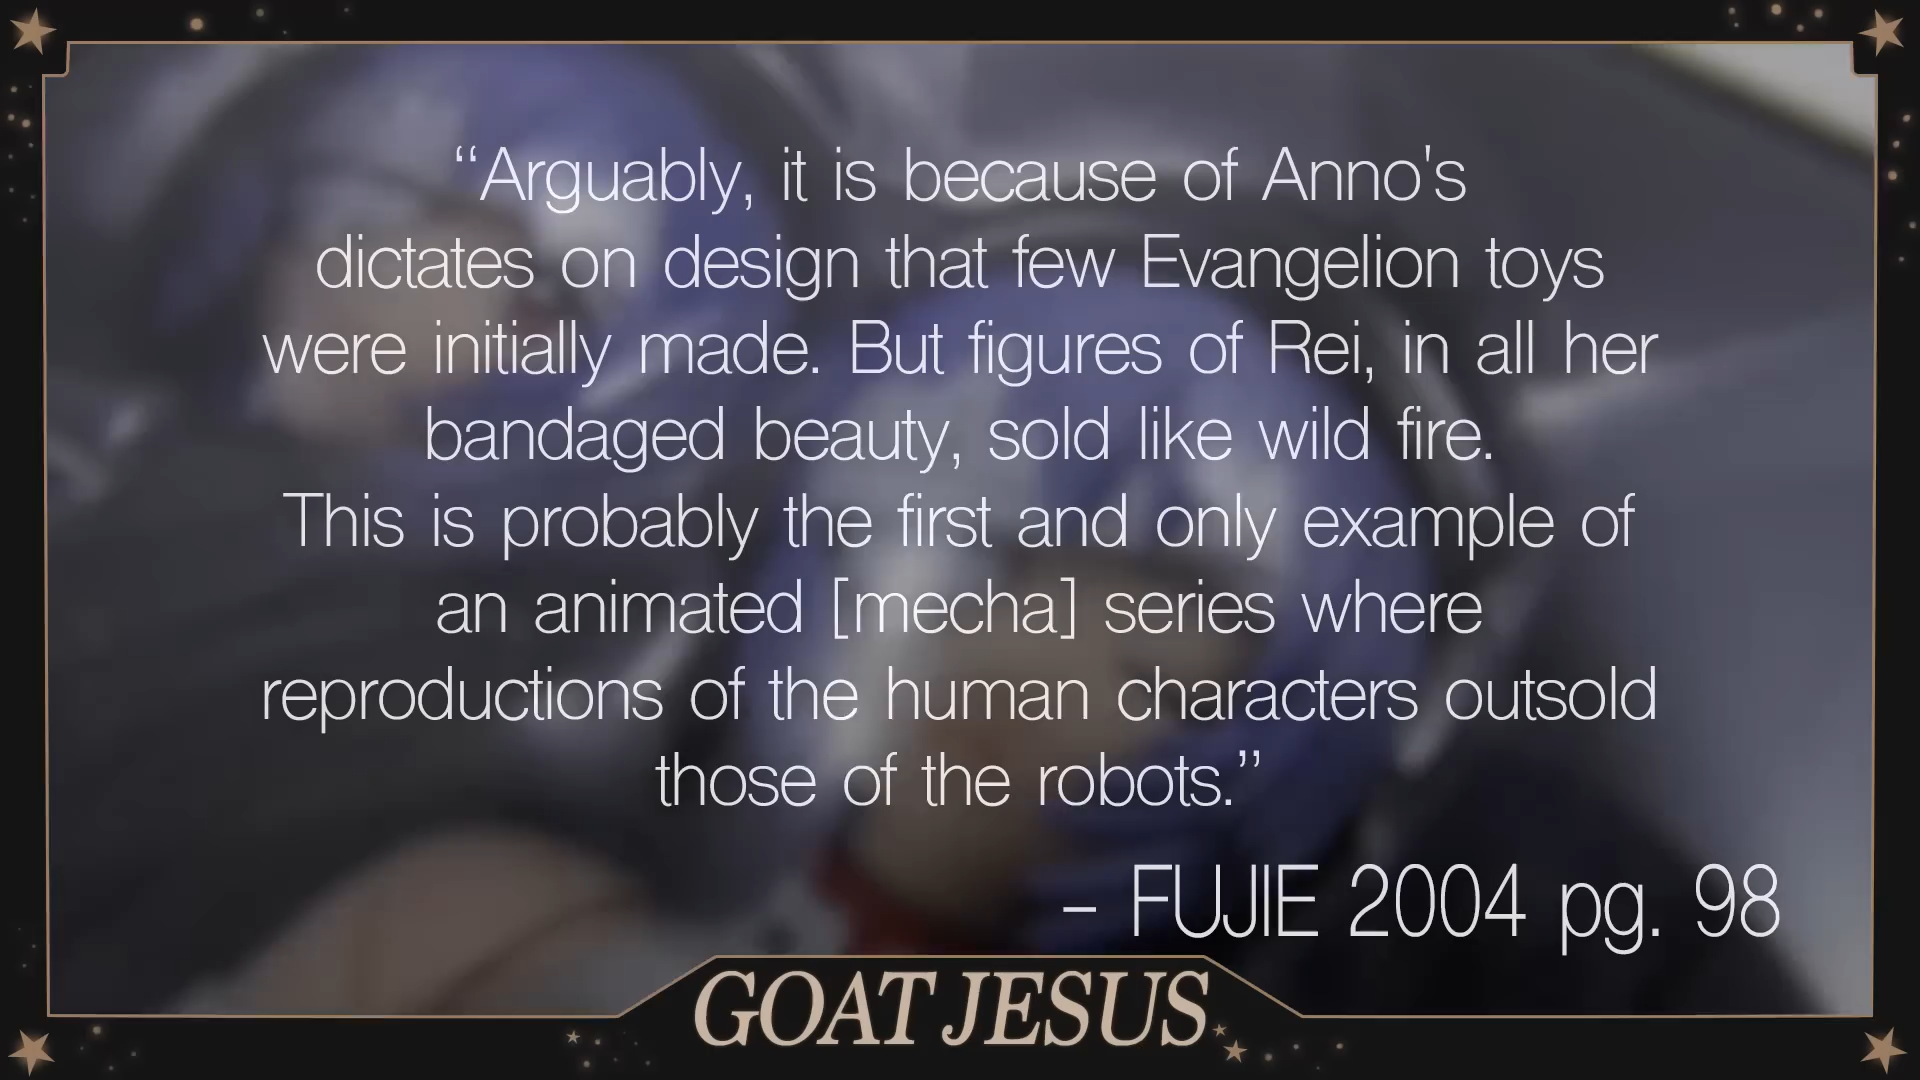 “Arguably, it is because of Anno's
dictates on design that few Evangelion toys
were initially made. But figures of Rei, in all her
bandaged beauty, sold like wild fire.
This is probably the first and only example of
an animated [mecha] series where
reproductions of the human characters outsold
those of the robots.”
– FUJIE 2004 pg. 98
GOAT JESUS